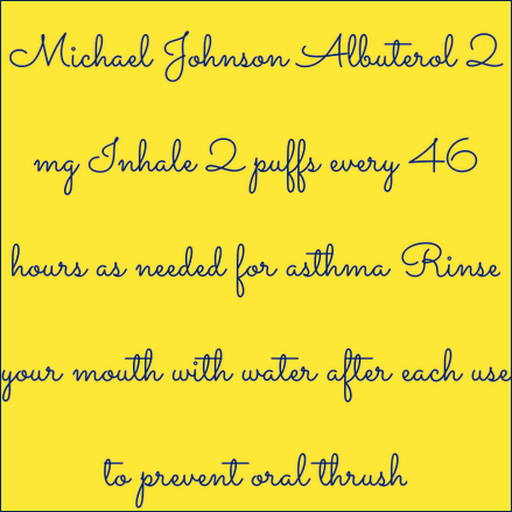 Michael Johnson Albuterol 2
mg Inhale 2 puffs every 46
hours as needed for asthma Rinse
your mouth with water after each use
to prevent oral thrush